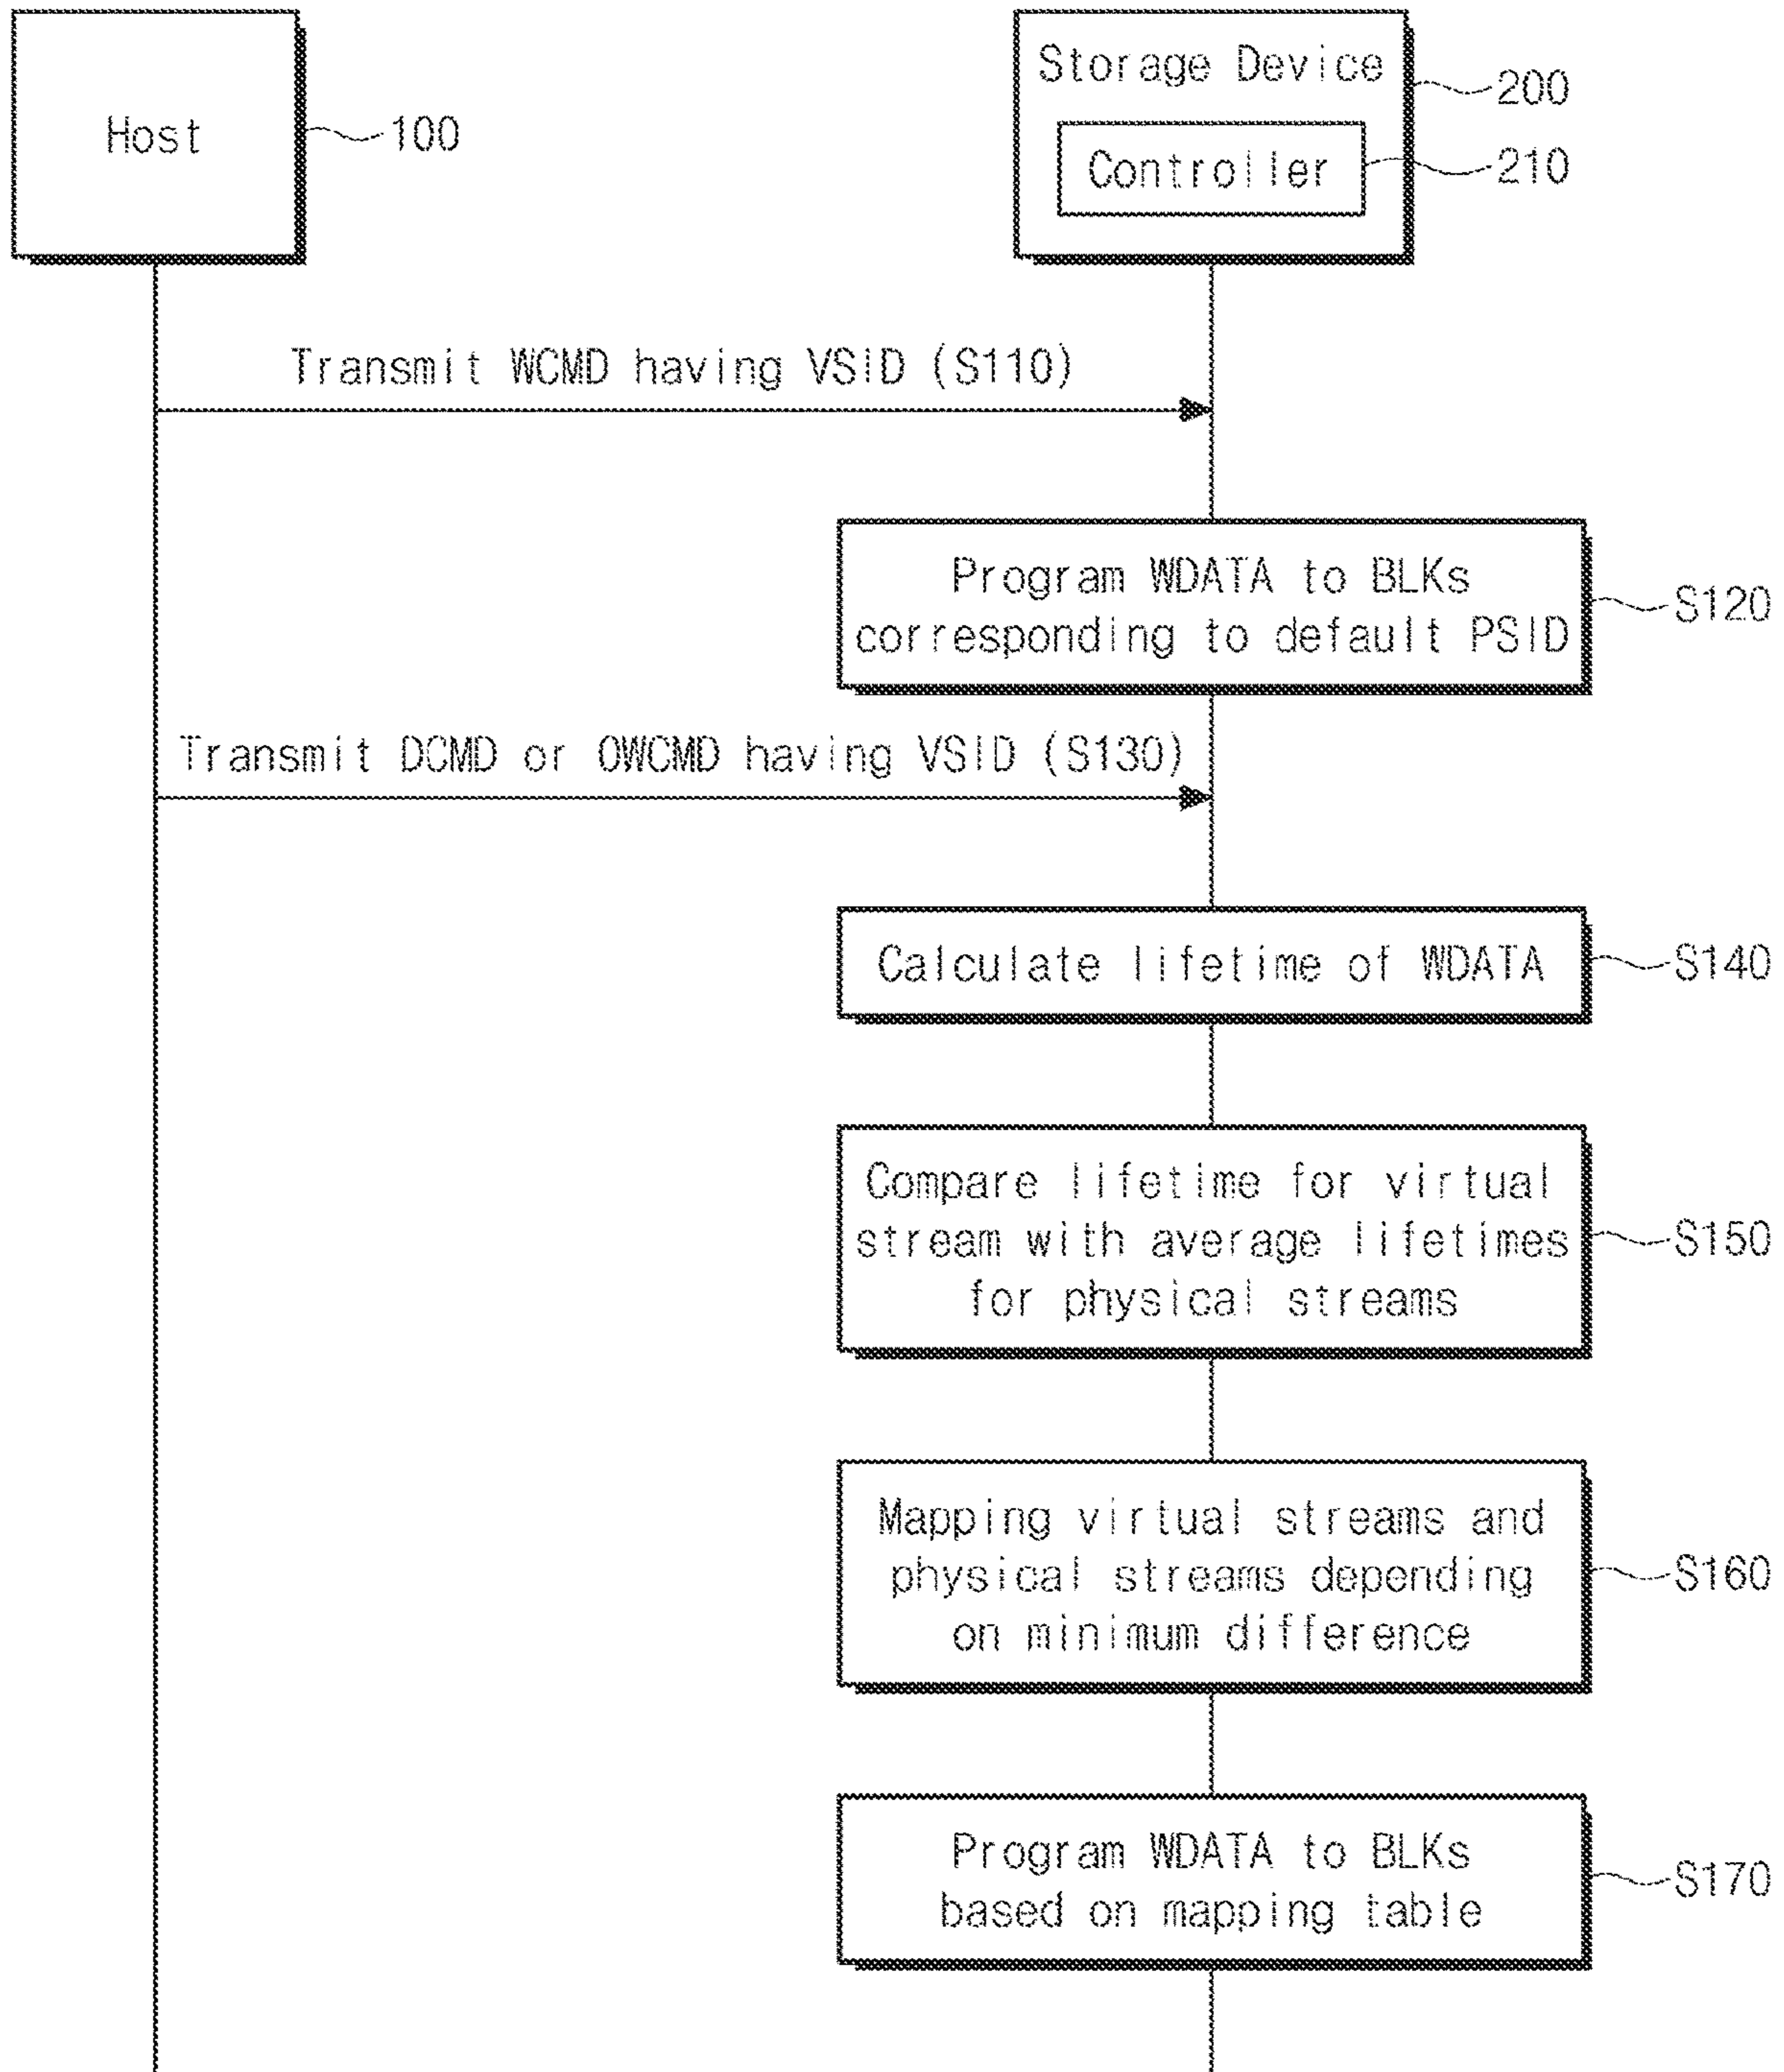 Host
100
Storage Device
200
Controller
210
Transmit WCMD having VSID (S110)
Program WDATA to BLKs
corresponding to default PSID
S120
Transmit DCMD or OWCMD having VSID (S130)
Calculate lifetime of WDATA
S140
Compare lifetime for virtual
stream with average lifetimes
for physical streams
S150
Mapping virtual streams and
physical streams depending
on minimum difference
S160
Program WDATA to BLKs
based on mapping table
S170